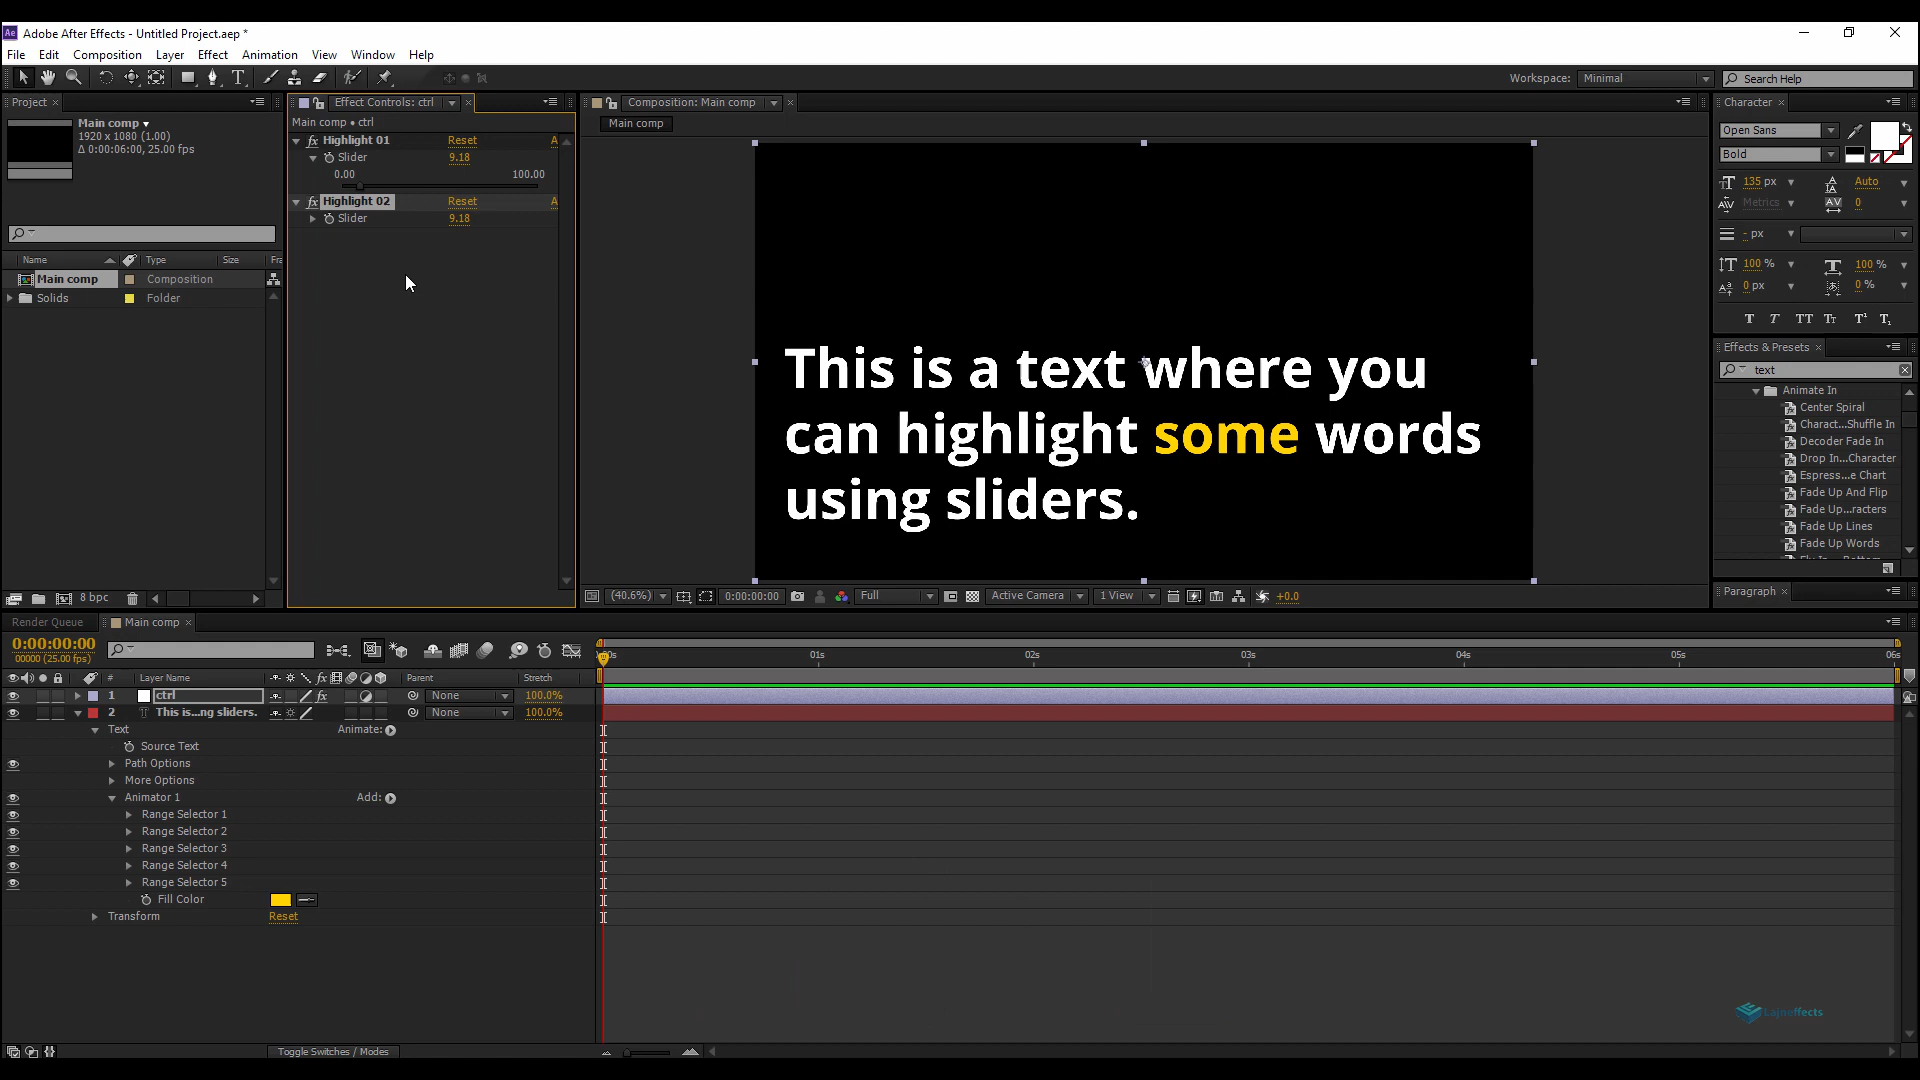 Adobe After Effects - Untitled Project.aep *
File Edit Composition Layer Effect Animation View Window Help
Workspace: Minimal
Search Help
Project
Main comp
1920 x 1080 (1.00)
Δ 0:00:06:00, 25.00 fps
Name Type Size Fra
Main comp Composition
Solids Folder
8 bpc
Effect Controls: ctrl
Main comp • ctrl
Highlight 01 Reset A
Slider 9.18
0.00 100.00
Highlight 02 Reset A
Slider 9.18
Composition: Main comp
Main comp
This is a text where you
can highlight some words
using sliders.
(40.6%) 0:00:00:00 Full Active Camera 1 View +0.0
Character
Open Sans
Bold
135 px Auto
Metrics 0
- px
100 % 100 %
0 px 0 %
T T TT Tt T¹ T₁
Effects & Presets
text
Animate In
Center Spiral
Charact...Shuffle In
Decoder Fade In
Drop In...Character
Espress...e Chart
Fade Up And Flip
Fade Up...racters
Fade Up Lines
Fade Up Words
Paragraph
Render Queue Main comp
0:00:00:00
00000 (25.00 fps)
01s 02s 03s 04s 05s 06s
# Layer Name Parent Stretch
1 ctrl None 100.0%
2 This is...ng sliders. None 100.0%
Text Animate:
Source Text
Path Options
More Options
Animator 1 Add:
Range Selector 1
Range Selector 2
Range Selector 3
Range Selector 4
Range Selector 5
Fill Color
Transform Reset
Toggle Switches / Modes
Lajneffects